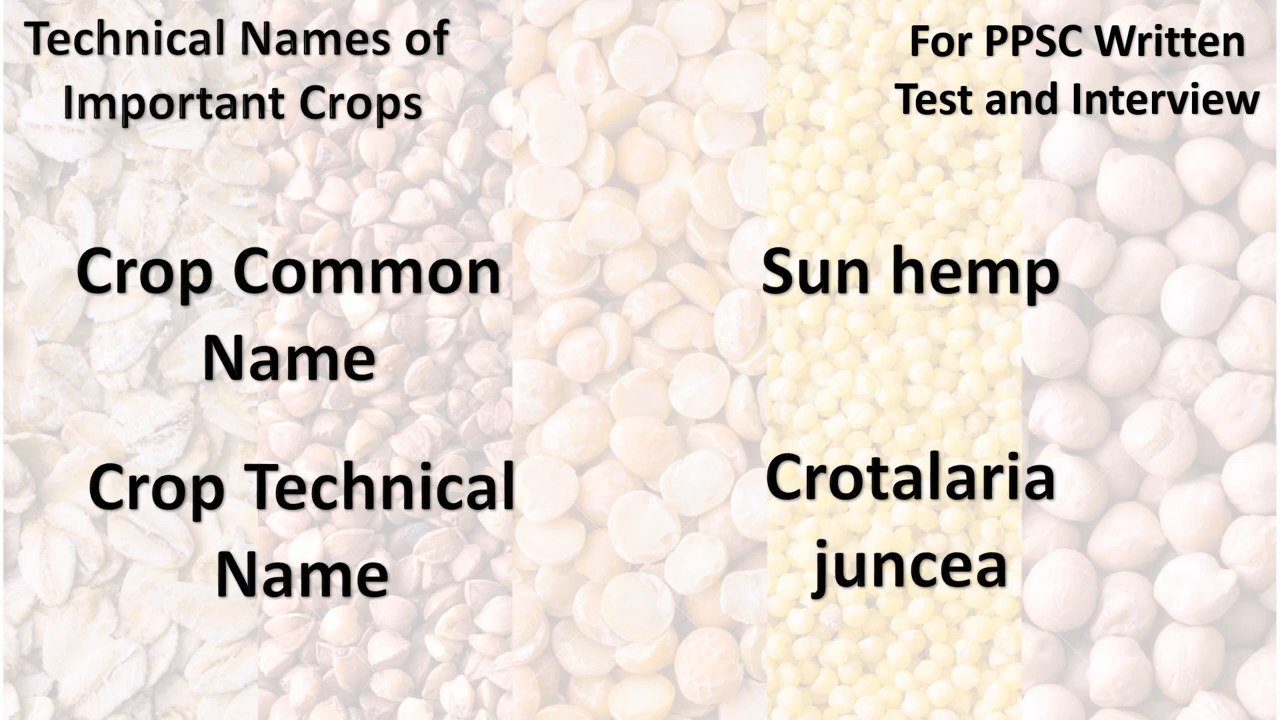 Technical Names of
Important Crops
For PPSC Written
Test and Interview
Crop Common
Name
Sun hemp
Crop Technical
Name
Crotalaria
juncea